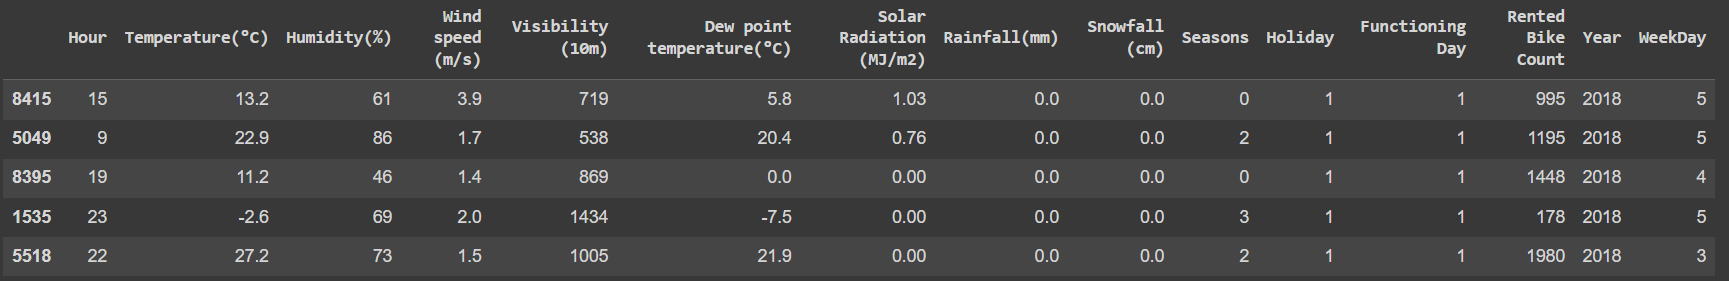 Hour Temperature(°C) Humidity(%) Wind speed (m/s) Visibility (10m) Dew point temperature(°C) Solar Radiation (MJ/m2) Rainfall(mm) Snowfall (cm) Seasons Holiday Functioning Day Rented Bike Count Year WeekDay
8415 15 13.2 61 3.9 719 5.8 1.03 0.0 0.0 0 1 1 995 2018 5
5049 9 22.9 86 1.7 538 20.4 0.76 0.0 0.0 2 1 1 1195 2018 5
8395 19 11.2 46 1.4 869 0.0 0.00 0.0 0.0 0 1 1 1448 2018 4
1535 23 -2.6 69 2.0 1434 -7.5 0.00 0.0 0.0 3 1 1 178 2018 5
5518 22 27.2 73 1.5 1005 21.9 0.00 0.0 0.0 2 1 1 1980 2018 3